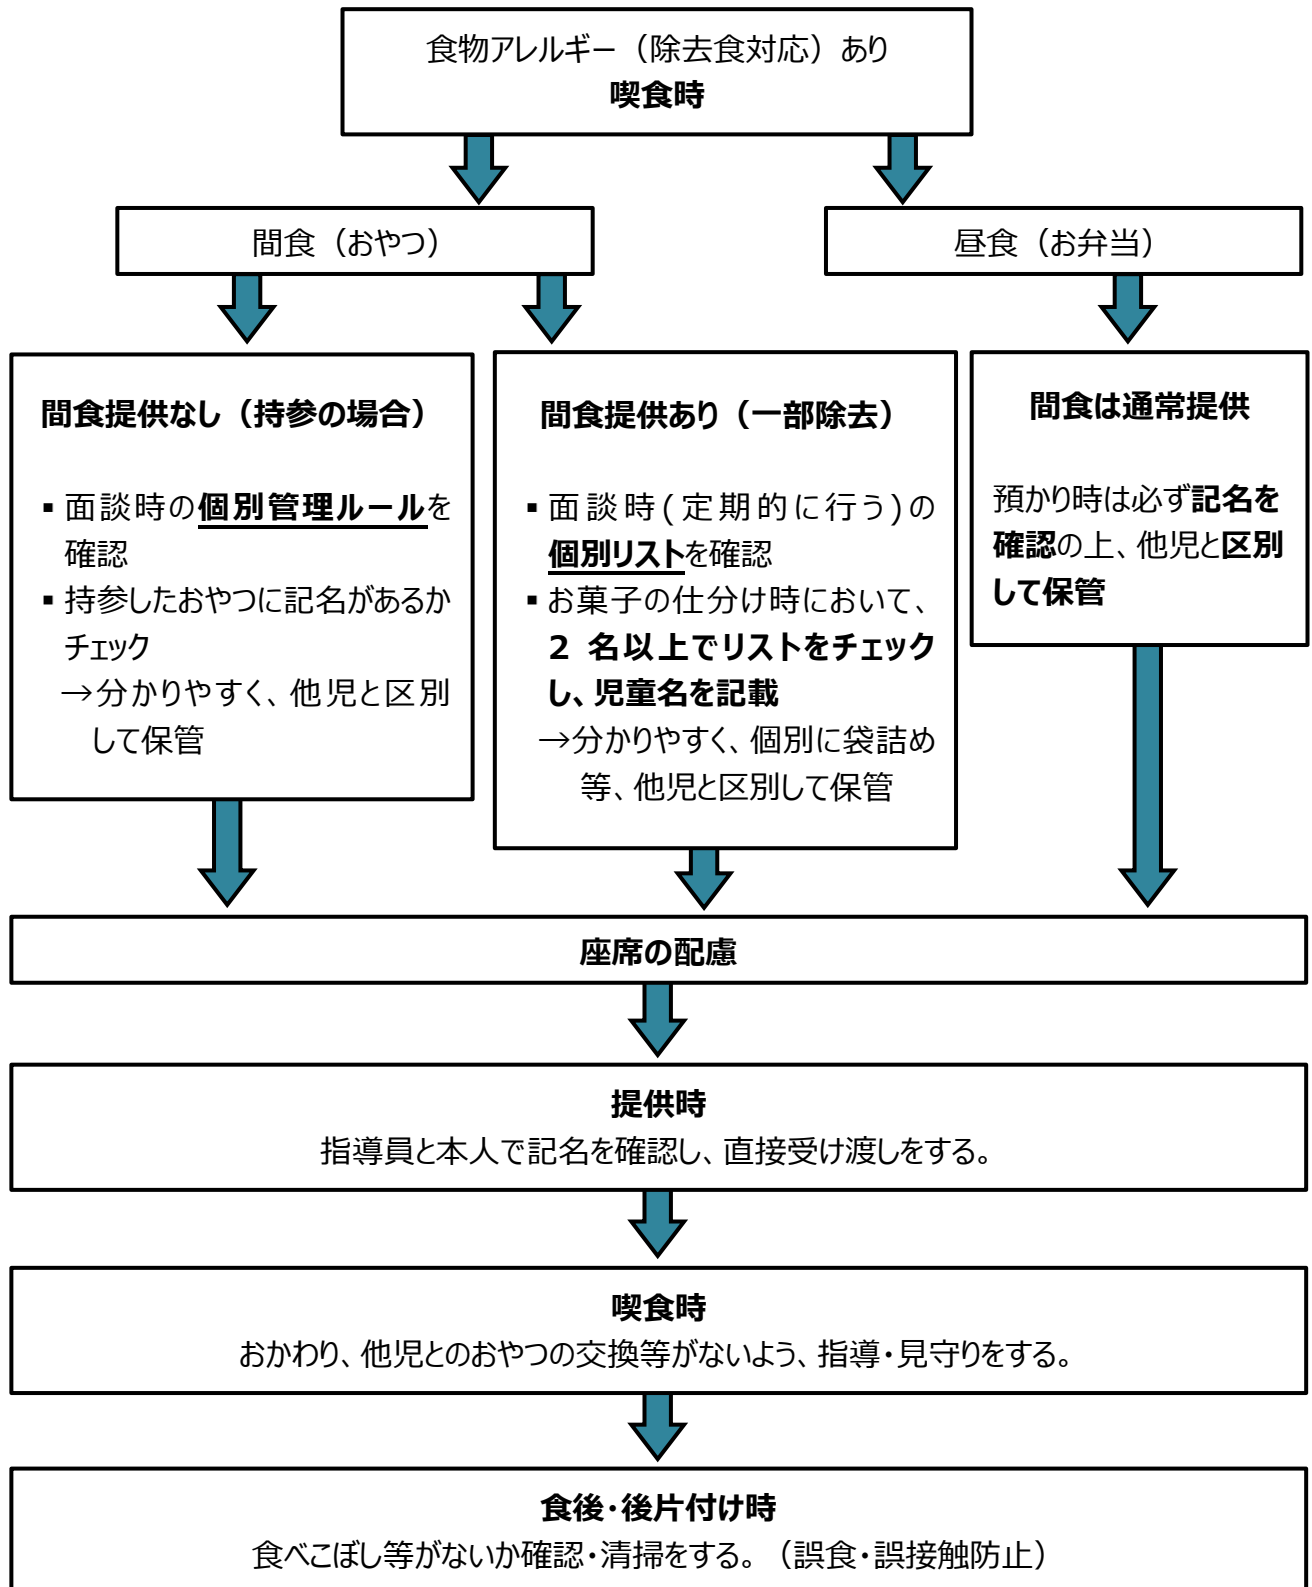 食物アレルギー（除去食対応）あり
喫食時
間食（おやつ）
昼食（お弁当）
間食提供なし（持参の場合）
▪ 面談時の個別管理ルールを
確認
▪ 持参したおやつに記名があるか
チェック
→分かりやすく、他児と区別
して保管
間食提供あり（一部除去）
▪ 面談時(定期的に行う)の
個別リストを確認
▪ お菓子の仕分け時において、
2 名以上でリストをチェック
し、児童名を記載
→分かりやすく、個別に袋詰め
等、他児と区別して保管
間食は通常提供
預かり時は必ず記名を
確認の上、他児と区別
して保管
座席の配慮
提供時
指導員と本人で記名を確認し、直接受け渡しをする。
喫食時
おかわり、他児とのおやつの交換等がないよう、指導・見守りをする。
食後・後片付け時
食べこぼし等がないか確認・清掃をする。（誤食・誤接触防止）